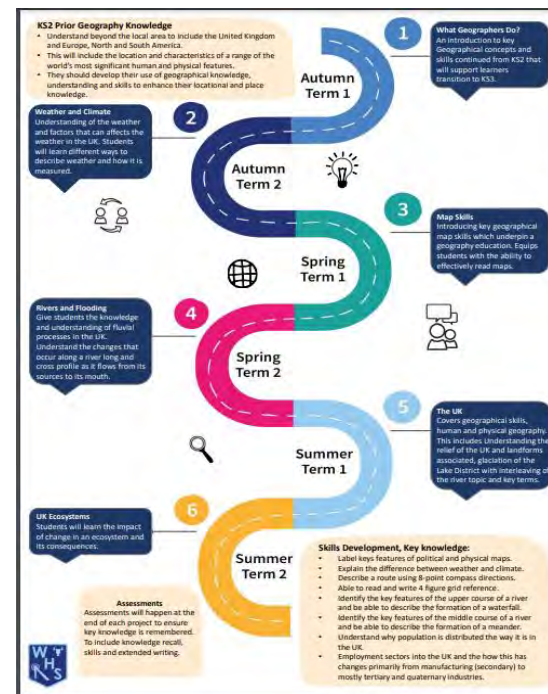 KS2 Prior Geography Knowledge
• Understand beyond the local area to include the United Kingdom
and Europe, North and South America.
• This will include the location and characteristics of a range of the
world's most significant human and physical features.
• They should develop their use of geographical knowledge,
understanding and skills to enhance their locational and place
knowledge.
1
What Geographers Do?
An introduction to key
Geographical concepts and
skills continued from KS2 that
will support learners
transition to KS3.
Autumn
Term 1
Weather and Climate
Understanding of the weather
and factors that can affects the
weather in the UK. Students
will learn different ways to
describe weather and how it is
measured.
2
Autumn
Term 2
3
Map Skills
Introducing key geographical
map skills which underpin a
geography education. Equips
students with the ability to
effectively read maps.
Spring
Term 1
Rivers and Flooding
Give students the knowledge
and understanding of fluvial
processes in the UK.
Understand the changes that
occur along a river long and
cross profile as it flows from its
sources to its mouth.
4
Spring
Term 2
5
The UK
Covers geographical skills,
human and physical geography.
This includes Understanding the
relief of the UK and landforms
associated, glaciation of the
Lake District with interleaving of
the river topic and key terms.
Summer
Term 1
UK Ecosystems
Students will learn the impact
of change in an ecosystem and
its consequences.
6
Summer
Term 2
Skills Development, Key knowledge:
• Label keys features of political and physical maps.
• Explain the difference between weather and climate.
• Describe a route using 8-point compass directions.
• Able to read and write 4 figure grid reference.
• Identify the key features of the upper course of a river
and be able to describe the formation of a waterfall.
• Identify the key features of the middle course of a river
and be able to describe the formation of a meander.
• Understand why population is distributed the way it is in
the UK.
• Employment sectors into the UK and the how this has
changes primarily from manufacturing (secondary) to
mostly tertiary and quaternary industries.
Assessments
Assessments will happen at the
end of each project to ensure
key knowledge is remembered.
To include knowledge recall,
skills and extended writing.
W H S